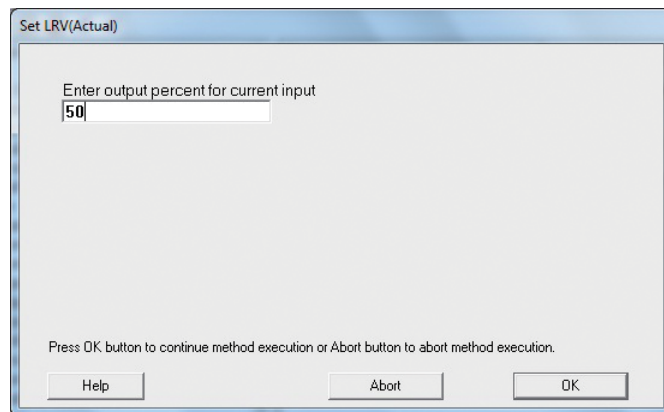 Set LRV(Actual)
Enter output percent for current input
50
Press OK button to continue method execution or Abort button to abort method execution.
Help
Abort
OK